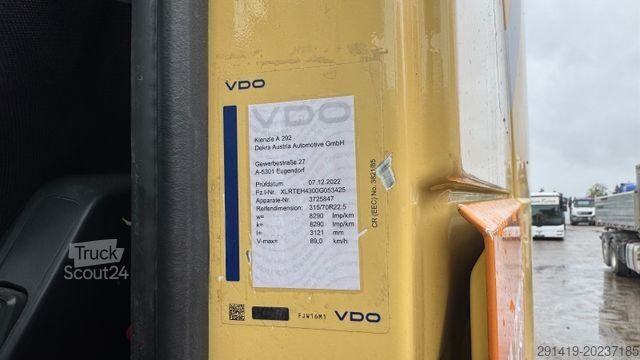 VDO
VDO
Kienzle A 292
Dekra Austria Automotive GmbH
Gewerbestraße 27
A-5301 Eugendorf
Prüfdatum 07.12.2022
Fz.I-Nr. XLRTEH4300G053425
Apparate-Nr. 3725847
Reifendimension: 315/70R22.5
w= 8290 Imp/km
k= 8290 Imp/km
l= 3121 mm
V-max= 89,0 km/h
CR (EEC) No. 382185
FJW16M1
VDO
Truck
Scout24
291419-20237185